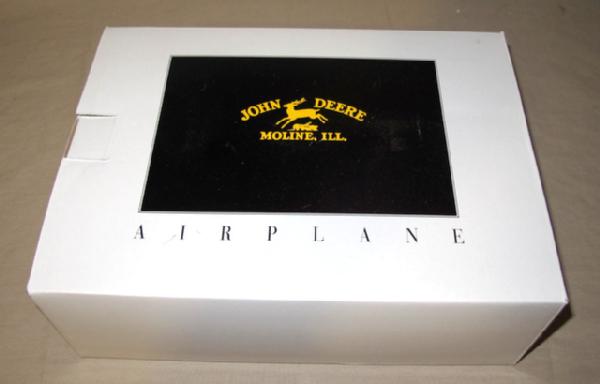 JOHN DEERE
MOLINE, ILL.
AIRPLANE